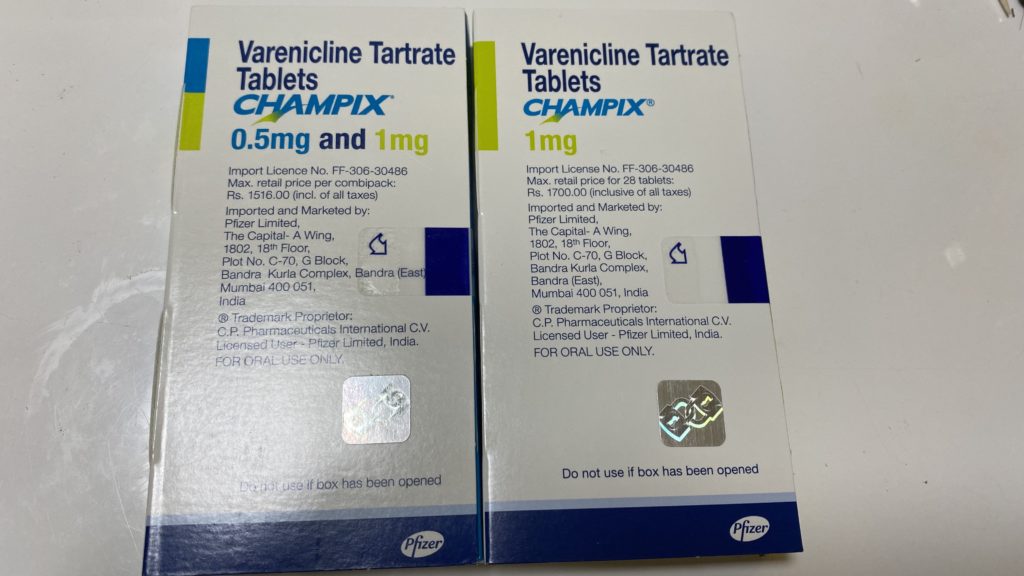 Varenicline Tartrate
Tablets
CHAMPIX®
0.5mg and 1mg
Import Licence No. FF-306-30486
Max. retail price per combipack:
Rs. 1516.00 (incl. of all taxes)
Imported and Marketed by:
Pfizer Limited,
The Capital- A Wing,
1802, 18th Floor,
Plot No. C-70, G Block,
Bandra Kurla Complex, Bandra (East)
Mumbai 400 051,
India
® Trademark Proprietor:
C.P. Pharmaceuticals International C.V.
Licensed User - Pfizer Limited, India.
FOR ORAL USE ONLY.
Do not use if box has been opened
Pfizer
Varenicline Tartrate
Tablets
CHAMPIX®
1mg
Import License No. FF-306-30486
Max. retail price for 28 tablets:
Rs. 1700.00 (inclusive of all taxes)
Imported and Marketed by:
Pfizer Limited,
The Capital- A Wing,
1802, 18th Floor,
Plot No. C-70, G Block,
Bandra Kurla Complex,
Bandra (East),
Mumbai 400 051, India
® Trademark Proprietor:
C.P. Pharmaceuticals International C.V.
Licensed User - Pfizer Limited, India.
FOR ORAL USE ONLY.
Do not use if box has been opened
Pfizer